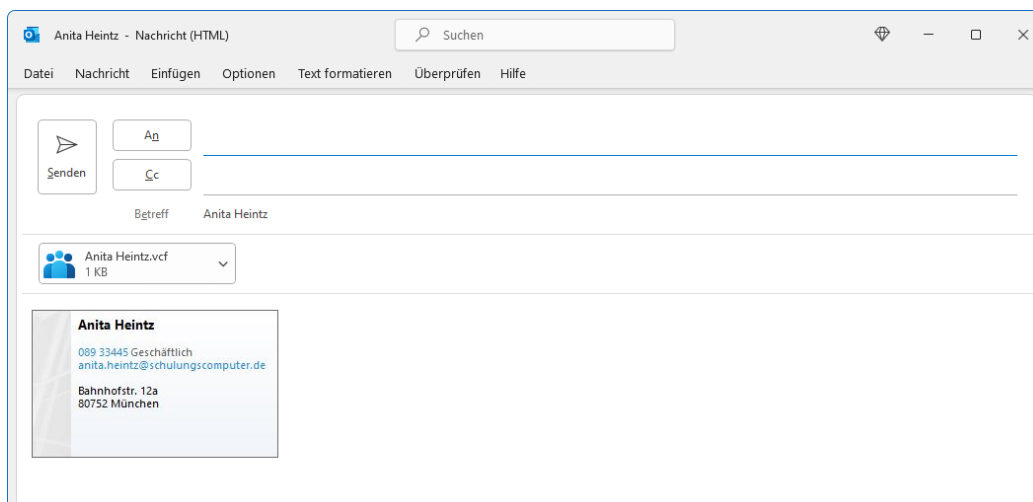 Anita Heintz - Nachricht (HTML)
Suchen
Datei Nachricht Einfügen Optionen Text formatieren Überprüfen Hilfe
Senden
An
Cc
Betreff Anita Heintz
Anita Heintz.vcf
1 KB
Anita Heintz
089 33445 Geschäftlich
anita.heintz@schulungscomputer.de
Bahnhofstr. 12a
80752 München